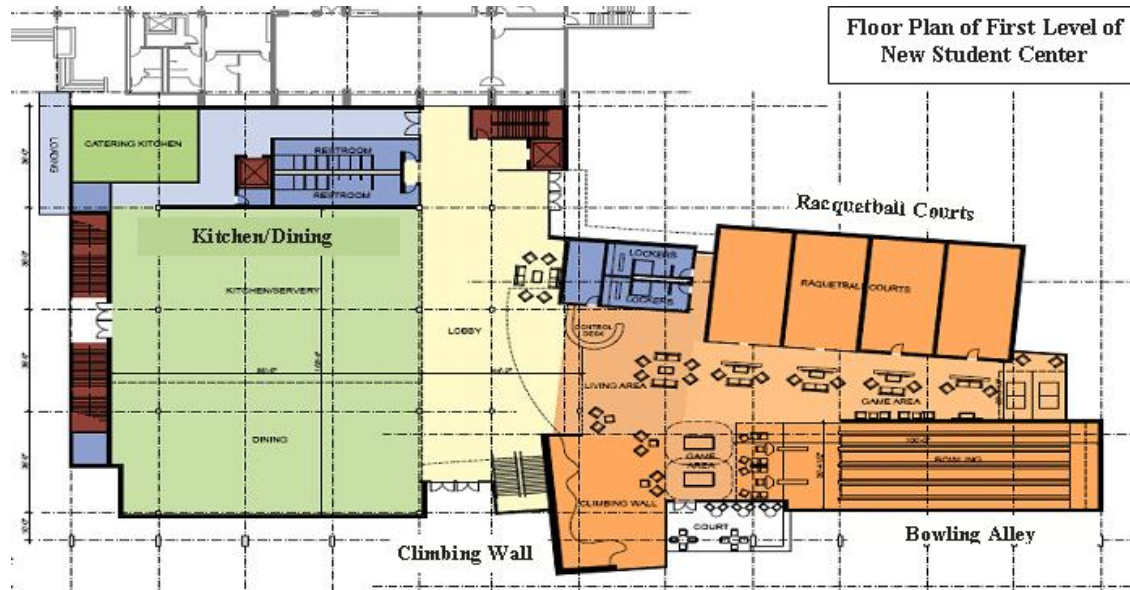 Floor Plan of First Level of
New Student Center
LOADING
CATERING KITCHEN
RESTROOM
RESTROOM
Racquetball Courts
Kitchen/Dining
LOCKERS
LOCKERS
KITCHEN/SERVERY
RAQUETBALL COURTS
LOBBY
CONTROL
DESK
LIVING AREA
GAME AREA
DINING
GAME
AREA
BOWLING
CLIMBING WALL
COURT
Climbing Wall
Bowling Alley